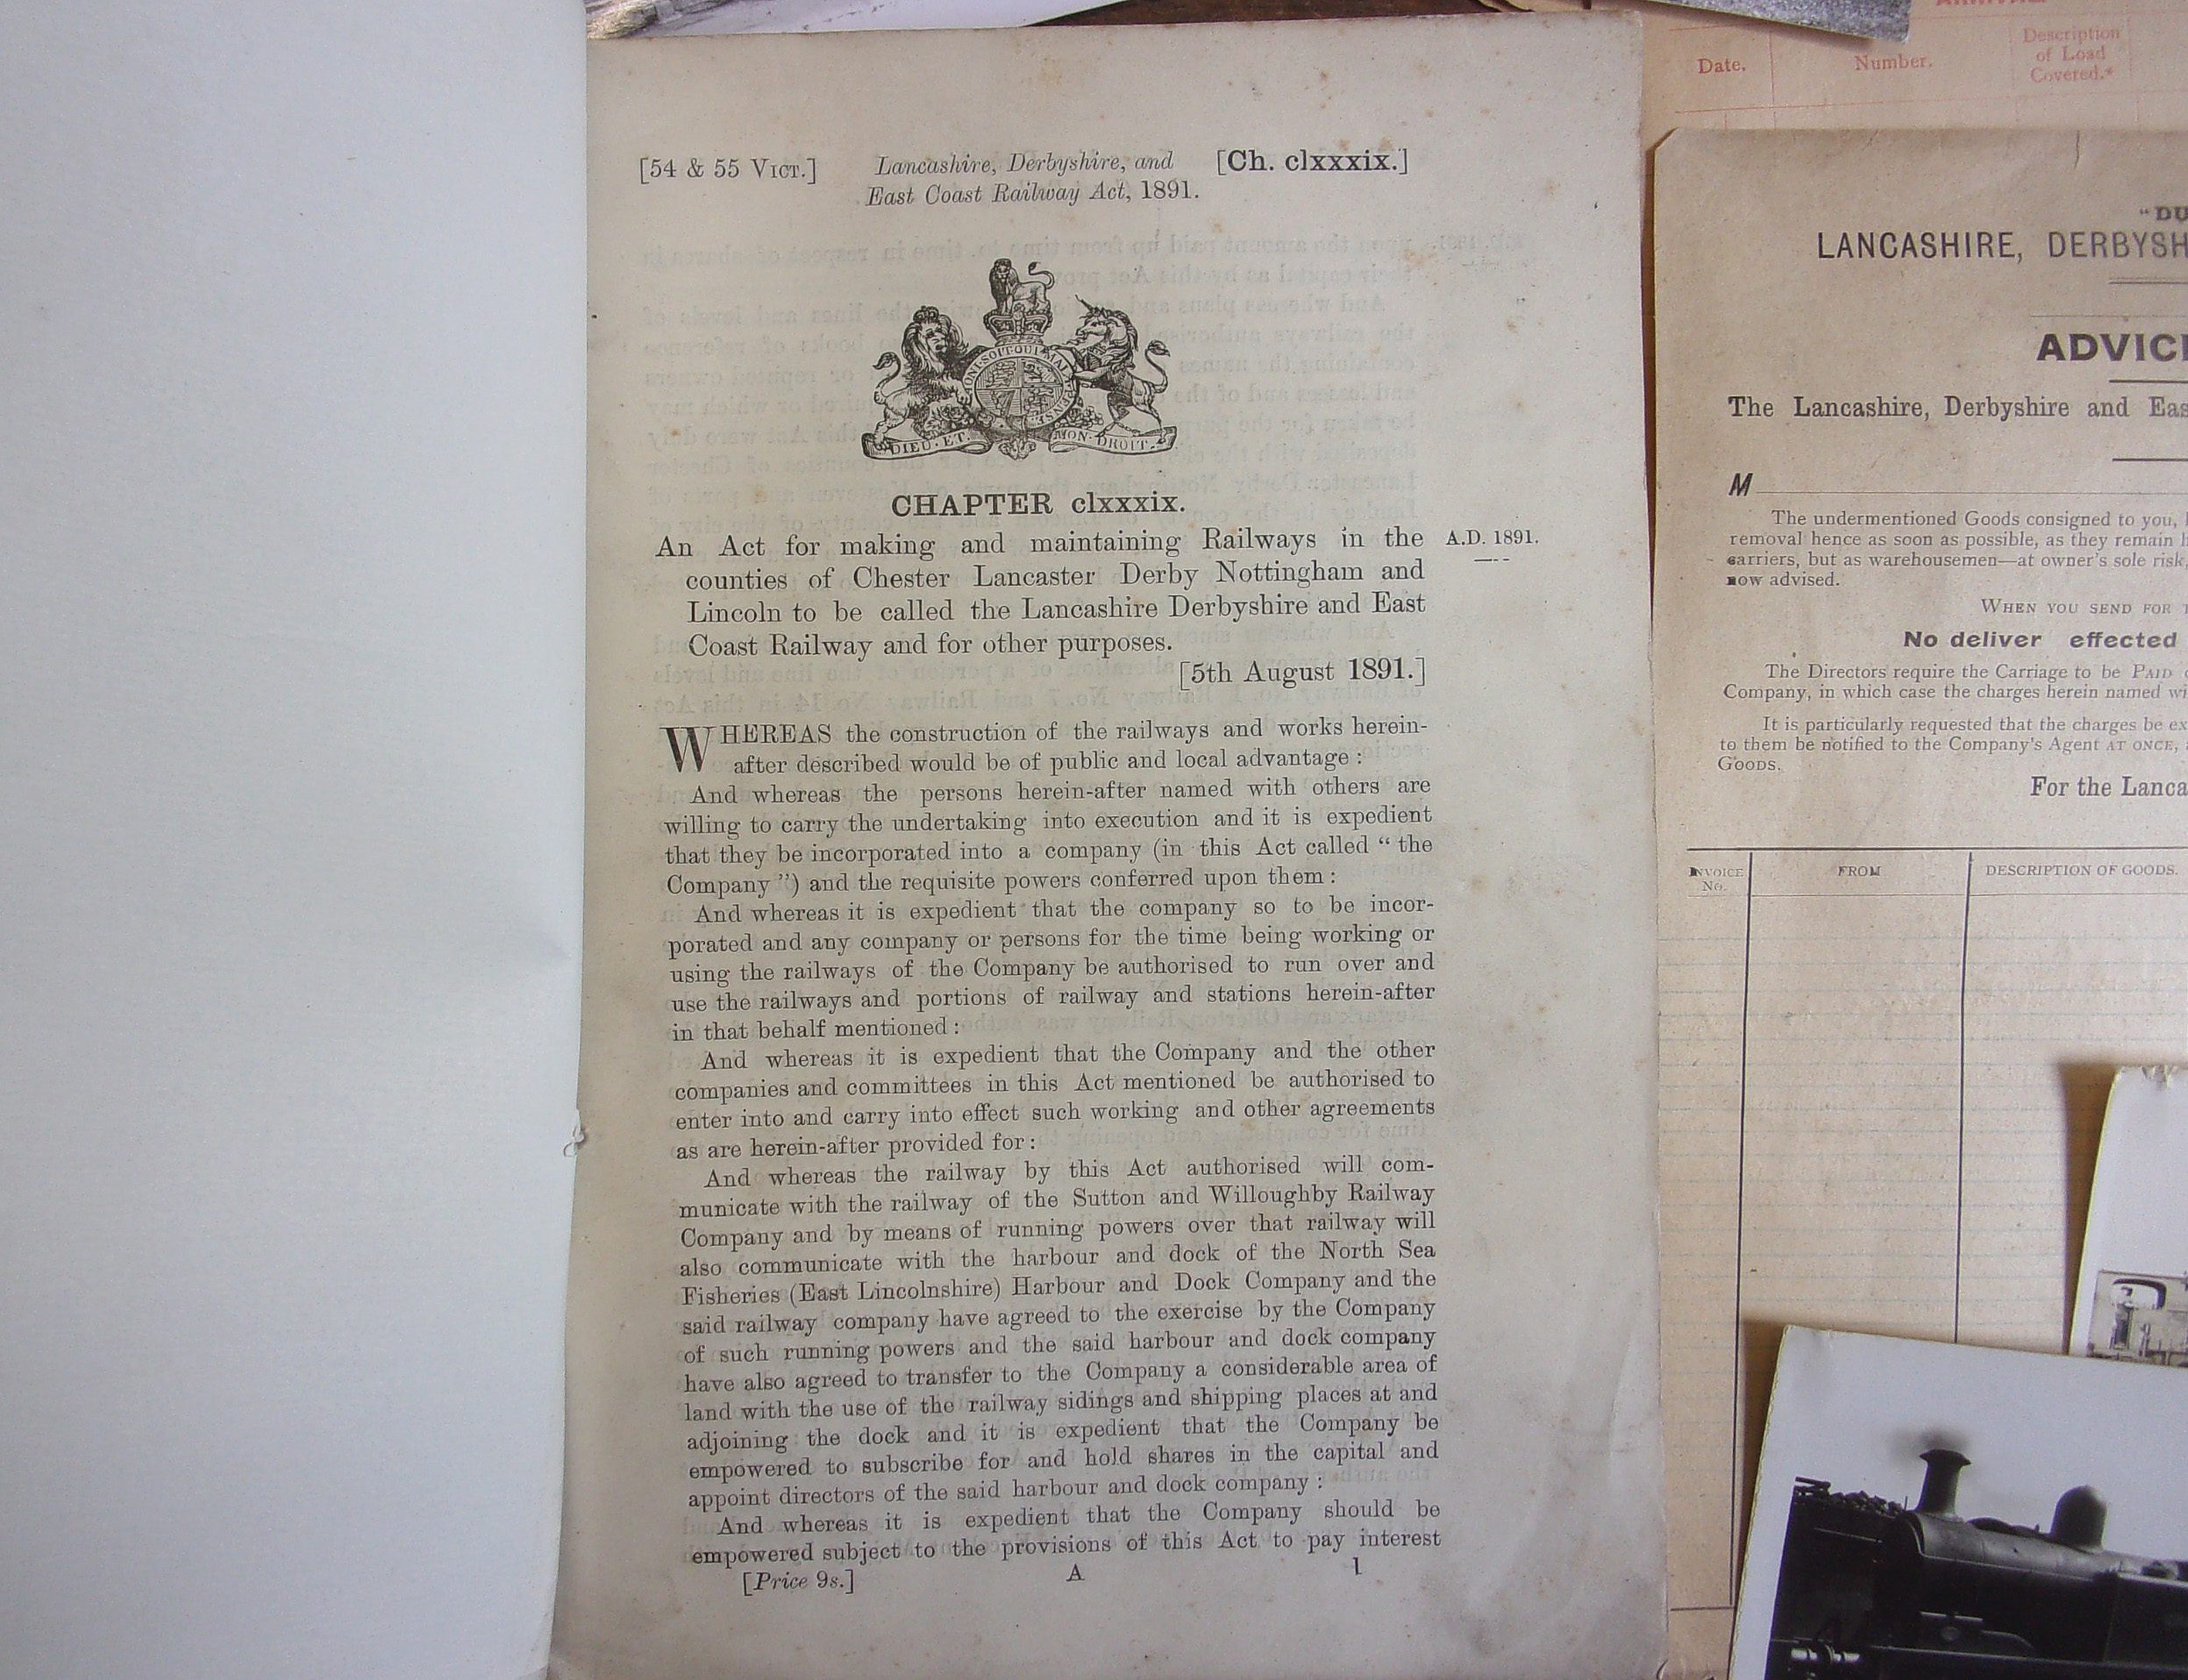 [54 & 55 VICT.] Lancashire, Derbyshire, and [Ch. clxxxix.]
East Coast Railway Act, 1891.
DIEU · ET · MON · DROIT ·
CHAPTER clxxxix.
An Act for making and maintaining Railways in the A.D. 1891.
counties of Chester Lancaster Derby Nottingham and
Lincoln to be called the Lancashire Derbyshire and East
Coast Railway and for other purposes.
[5th August 1891.]
WHEREAS the construction of the railways and works herein-
after described would be of public and local advantage :
And whereas the persons herein-after named with others are
willing to carry the undertaking into execution and it is expedient
that they be incorporated into a company (in this Act called “ the
Company ”) and the requisite powers conferred upon them :
And whereas it is expedient that the company so to be incor-
porated and any company or persons for the time being working or
using the railways of the Company be authorised to run over and
use the railways and portions of railway and stations herein-after
in that behalf mentioned :
And whereas it is expedient that the Company and the other
companies and committees in this Act mentioned be authorised to
enter into and carry into effect such working and other agreements
as are herein-after provided for :
And whereas the railway by this Act authorised will com-
municate with the railway of the Sutton and Willoughby Railway
Company and by means of running powers over that railway will
also communicate with the harbour and dock of the North Sea
Fisheries (East Lincolnshire) Harbour and Dock Company and the
said railway company have agreed to the exercise by the Company
of such running powers and the said harbour and dock company
have also agreed to transfer to the Company a considerable area of
land with the use of the railway sidings and shipping places at and
adjoining the dock and it is expedient that the Company be
empowered to subscribe for and hold shares in the capital and
appoint directors of the said harbour and dock company :
And whereas it is expedient that the Company should be
empowered subject to the provisions of this Act to pay interest
[Price 9s.] A 1
Date. Number. Description
of Load
Covered.*
“DU
LANCASHIRE, DERBYSH
ADVIC
The Lancashire, Derbyshire and Eas
M
The undermentioned Goods consigned to you,
removal hence as soon as possible, as they remain h
carriers, but as warehousemen—at owner's sole risk,
now advised.
WHEN YOU SEND FOR T
No deliver effected
The Directors require the Carriage to be PAID
Company, in which case the charges herein named wi
It is particularly requested that the charges be ex
to them be notified to the Company's Agent AT ONCE,
GOODS.
For the Lanca
INVOICE
No.
FROM
DESCRIPTION OF GOODS.